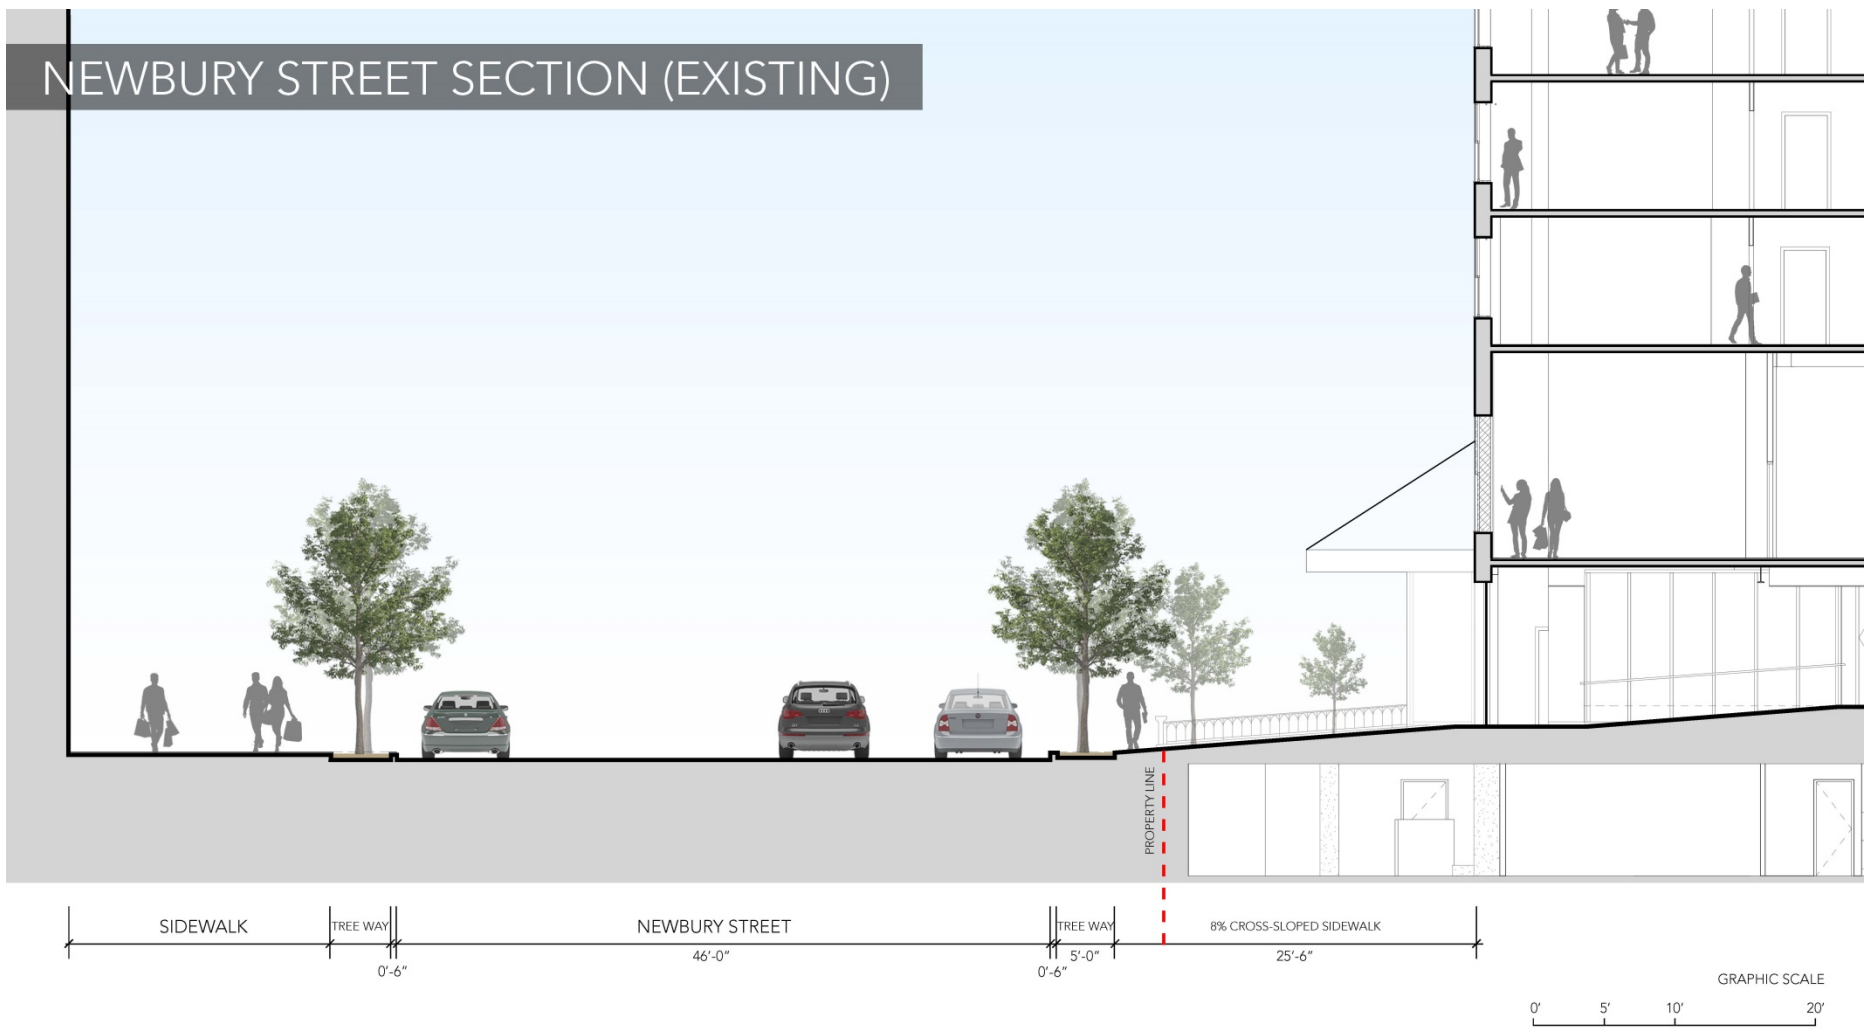 NEWBURY STREET SECTION (EXISTING)
PROPERTY LINE
SIDEWALK
TREE WAY
NEWBURY STREET
TREE WAY
8% CROSS-SLOPED SIDEWALK
0'-6"
46'-0"
0'-6"
5'-0"
25'-6"
GRAPHIC SCALE
0' 5' 10' 20'